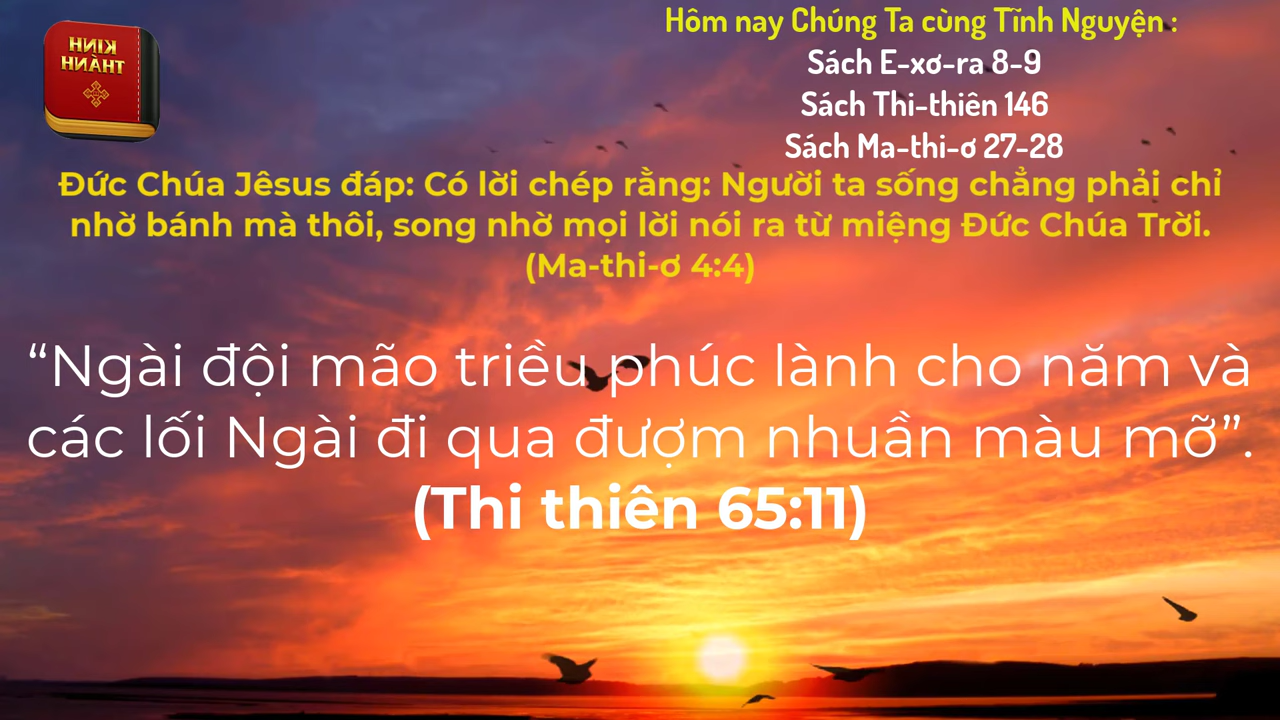 KINH
THÁNH
Hôm nay Chúng Ta cùng Tĩnh Nguyện :
Sách E-xơ-ra 8-9
Sách Thi-thiên 146
Sách Ma-thi-ơ 27-28
Đức Chúa Jêsus đáp: Có lời chép rằng: Người ta sống chẳng phải chỉ
nhờ bánh mà thôi, song nhờ mọi lời nói ra từ miệng Đức Chúa Trời.
(Ma-thi-ơ 4:4)
“Ngài đội mão triều phúc lành cho năm và
các lối Ngài đi qua đượm nhuần màu mỡ”.
(Thi thiên 65:11)